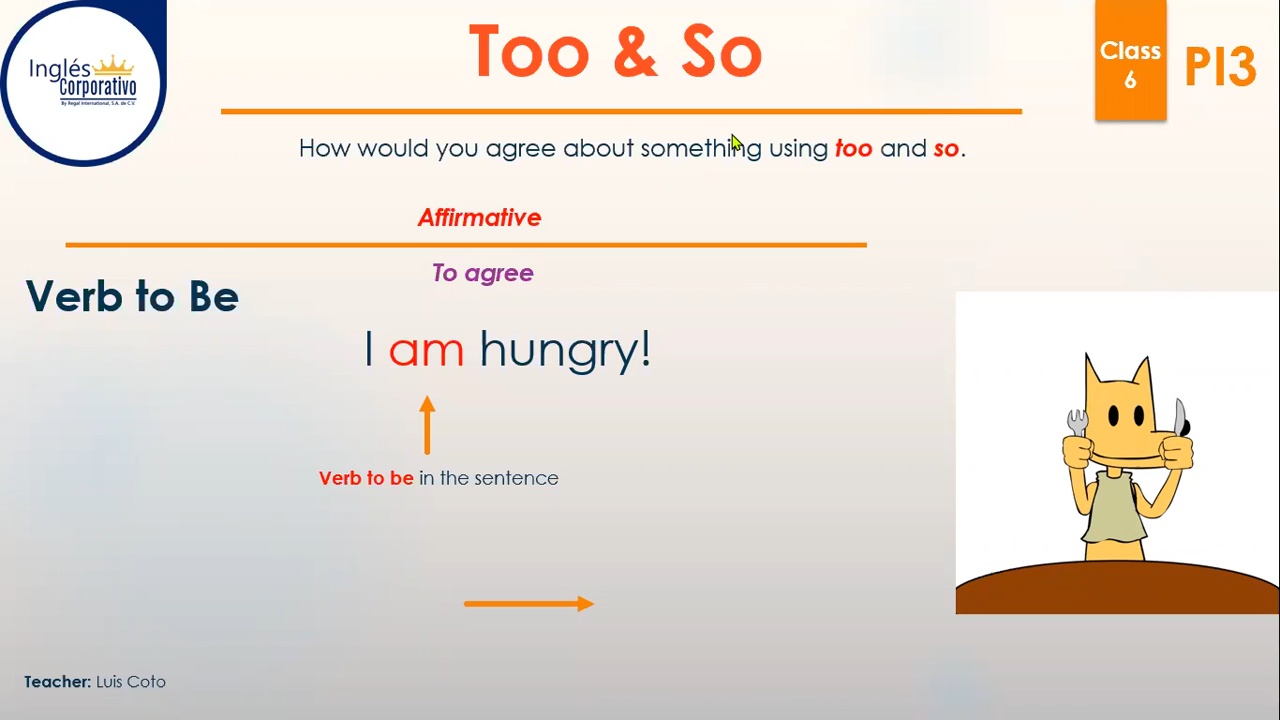 Inglés
Corporativo
By Regal International, S.A. de C.V.
Too & So
Class
6
PI3
How would you agree about something using too and so.
Affirmative
To agree
Verb to Be
I am hungry!
Verb to be in the sentence
Teacher: Luis Coto